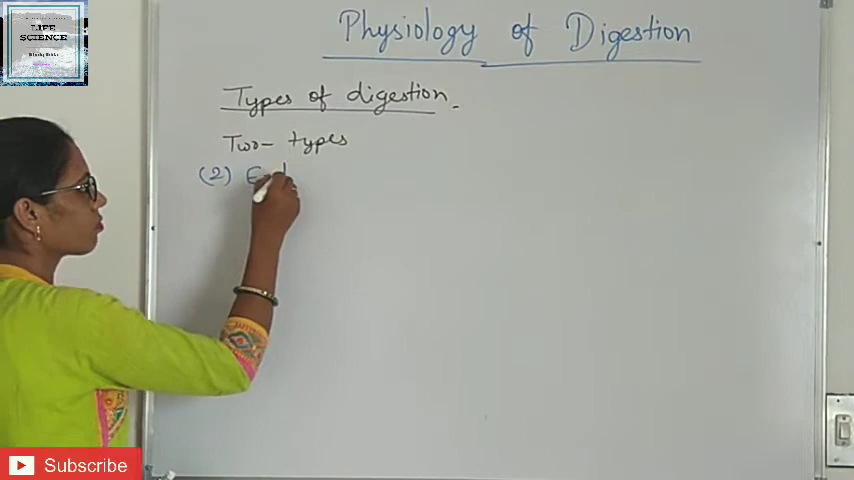 LIFE
SCIENCE
Physiology of Digestion
Types of digestion
Two- types
(2)
Subscribe